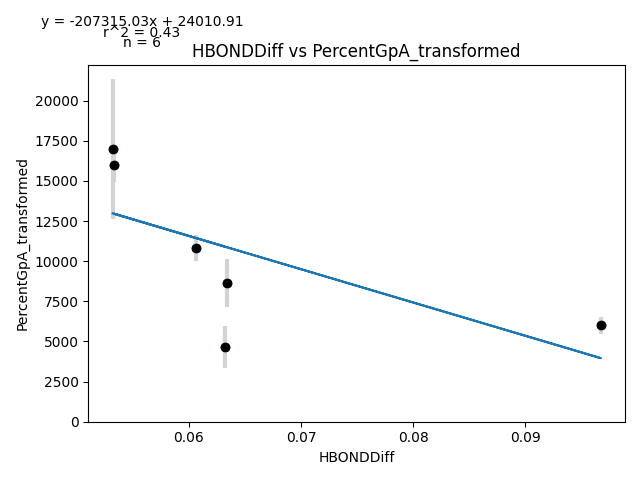 y = -207315.03x + 24010.91
r^2 = 0.43
n = 6
HBONDDiff vs PercentGpA_transformed
PercentGpA_transformed
20000
17500
15000
12500
10000
7500
5000
2500
0
0.06 0.07 0.08 0.09
HBONDDiff